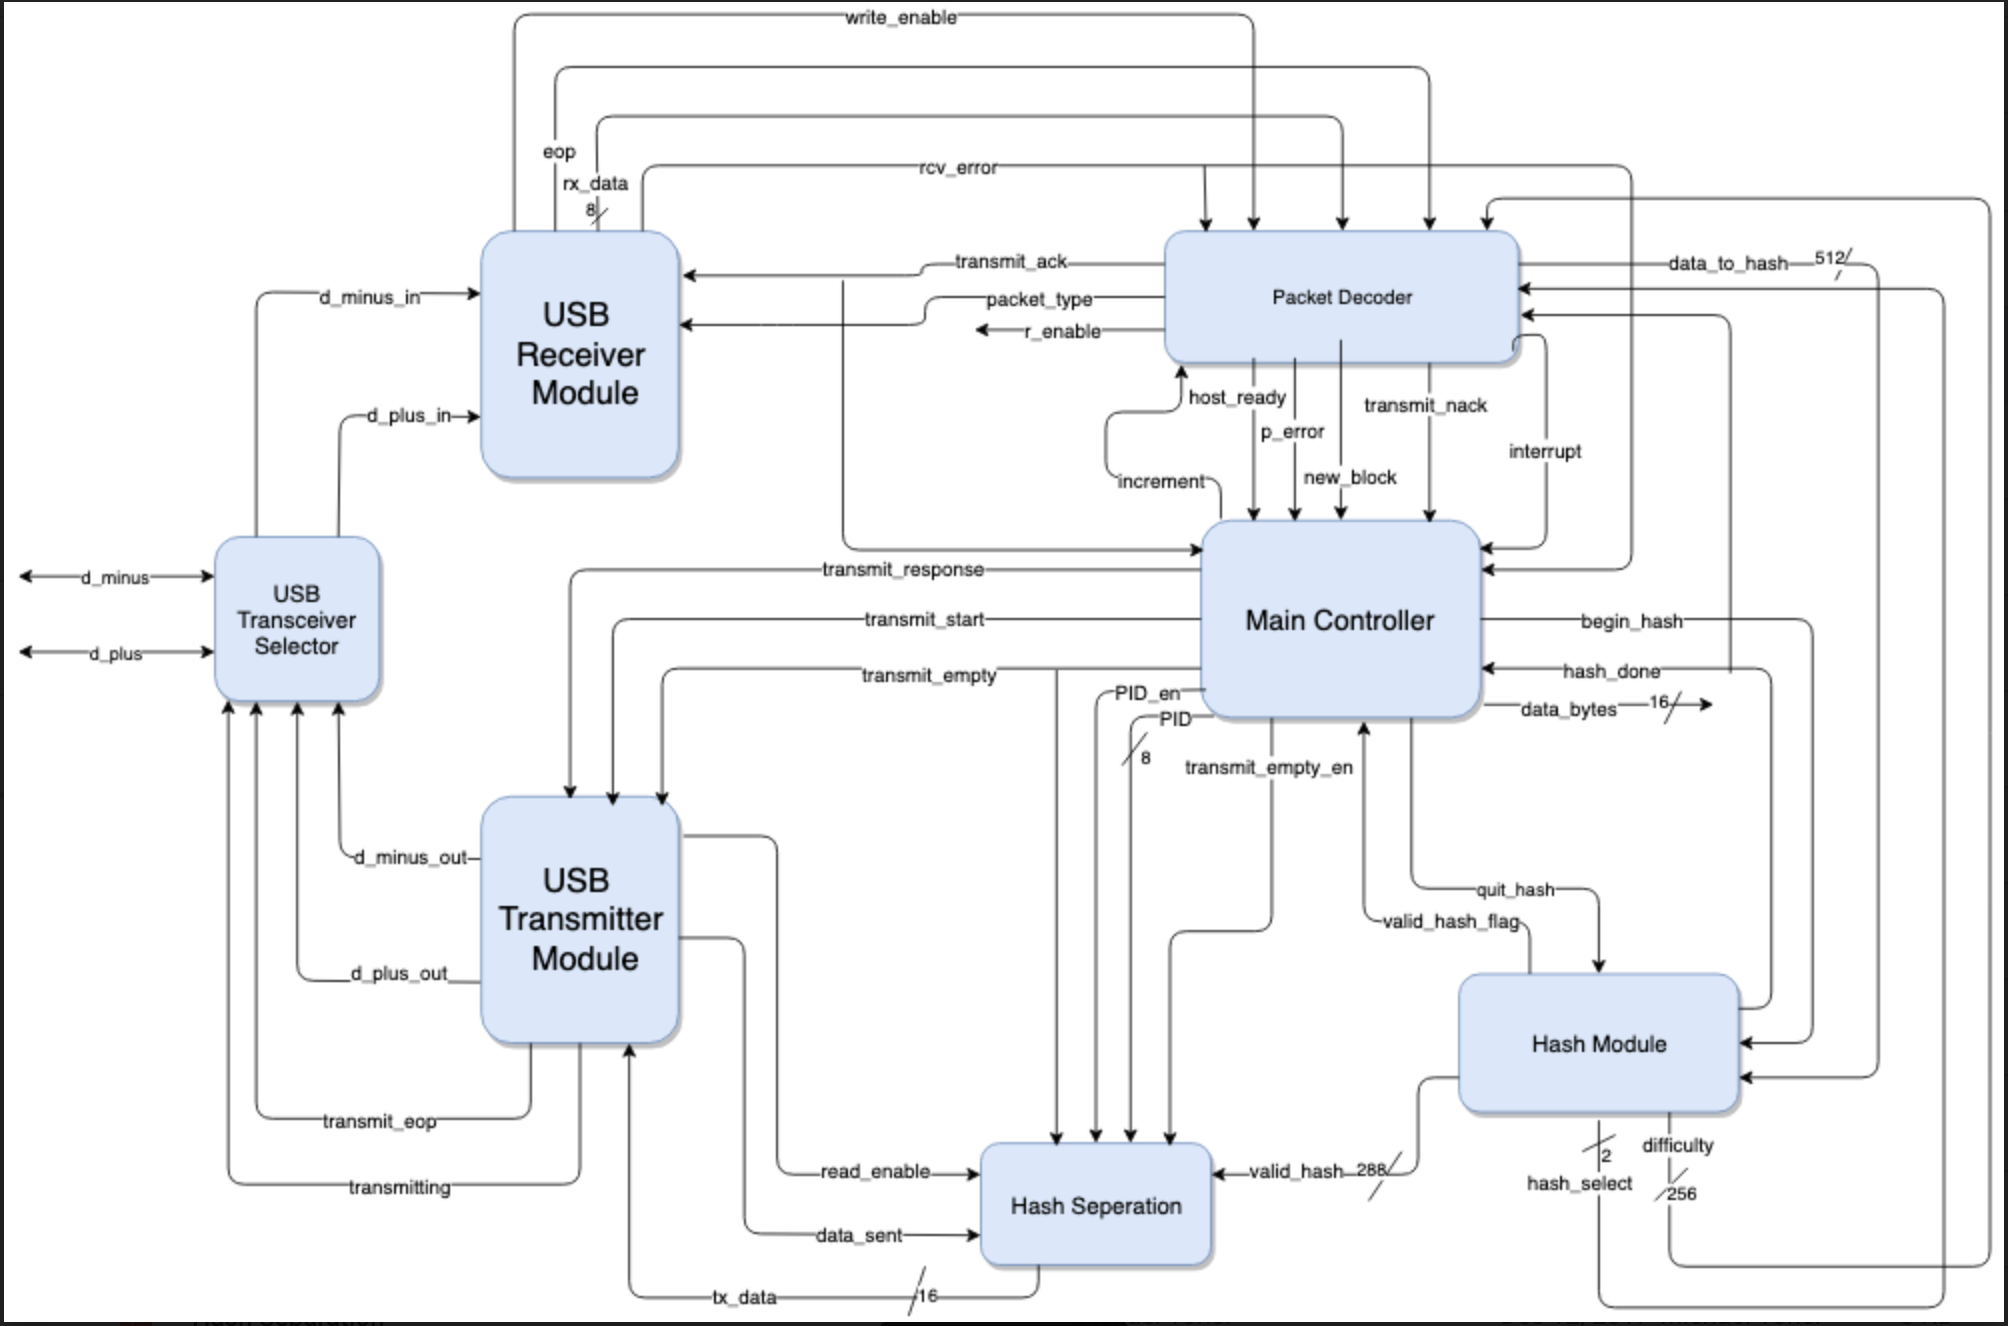 write_enable
eop
rx_data
8
rcv_error
transmit_ack
data_to_hash
512
d_minus_in
packet_type
Packet Decoder
r_enable
USB
Receiver
Module
d_plus_in
host_ready
transmit_nack
p_error
interrupt
new_block
increment
transmit_response
d_minus
USB
Transceiver
Selector
d_plus
transmit_start
Main Controller
begin_hash
transmit_empty
hash_done
PID_en
data_bytes
16
PID
8
transmit_empty_en
d_minus_out
USB
Transmitter
Module
quit_hash
valid_hash_flag
d_plus_out
Hash Module
transmit_eop
difficulty
2
read_enable
valid_hash
288
hash_select
transmitting
256
Hash Seperation
data_sent
tx_data
16